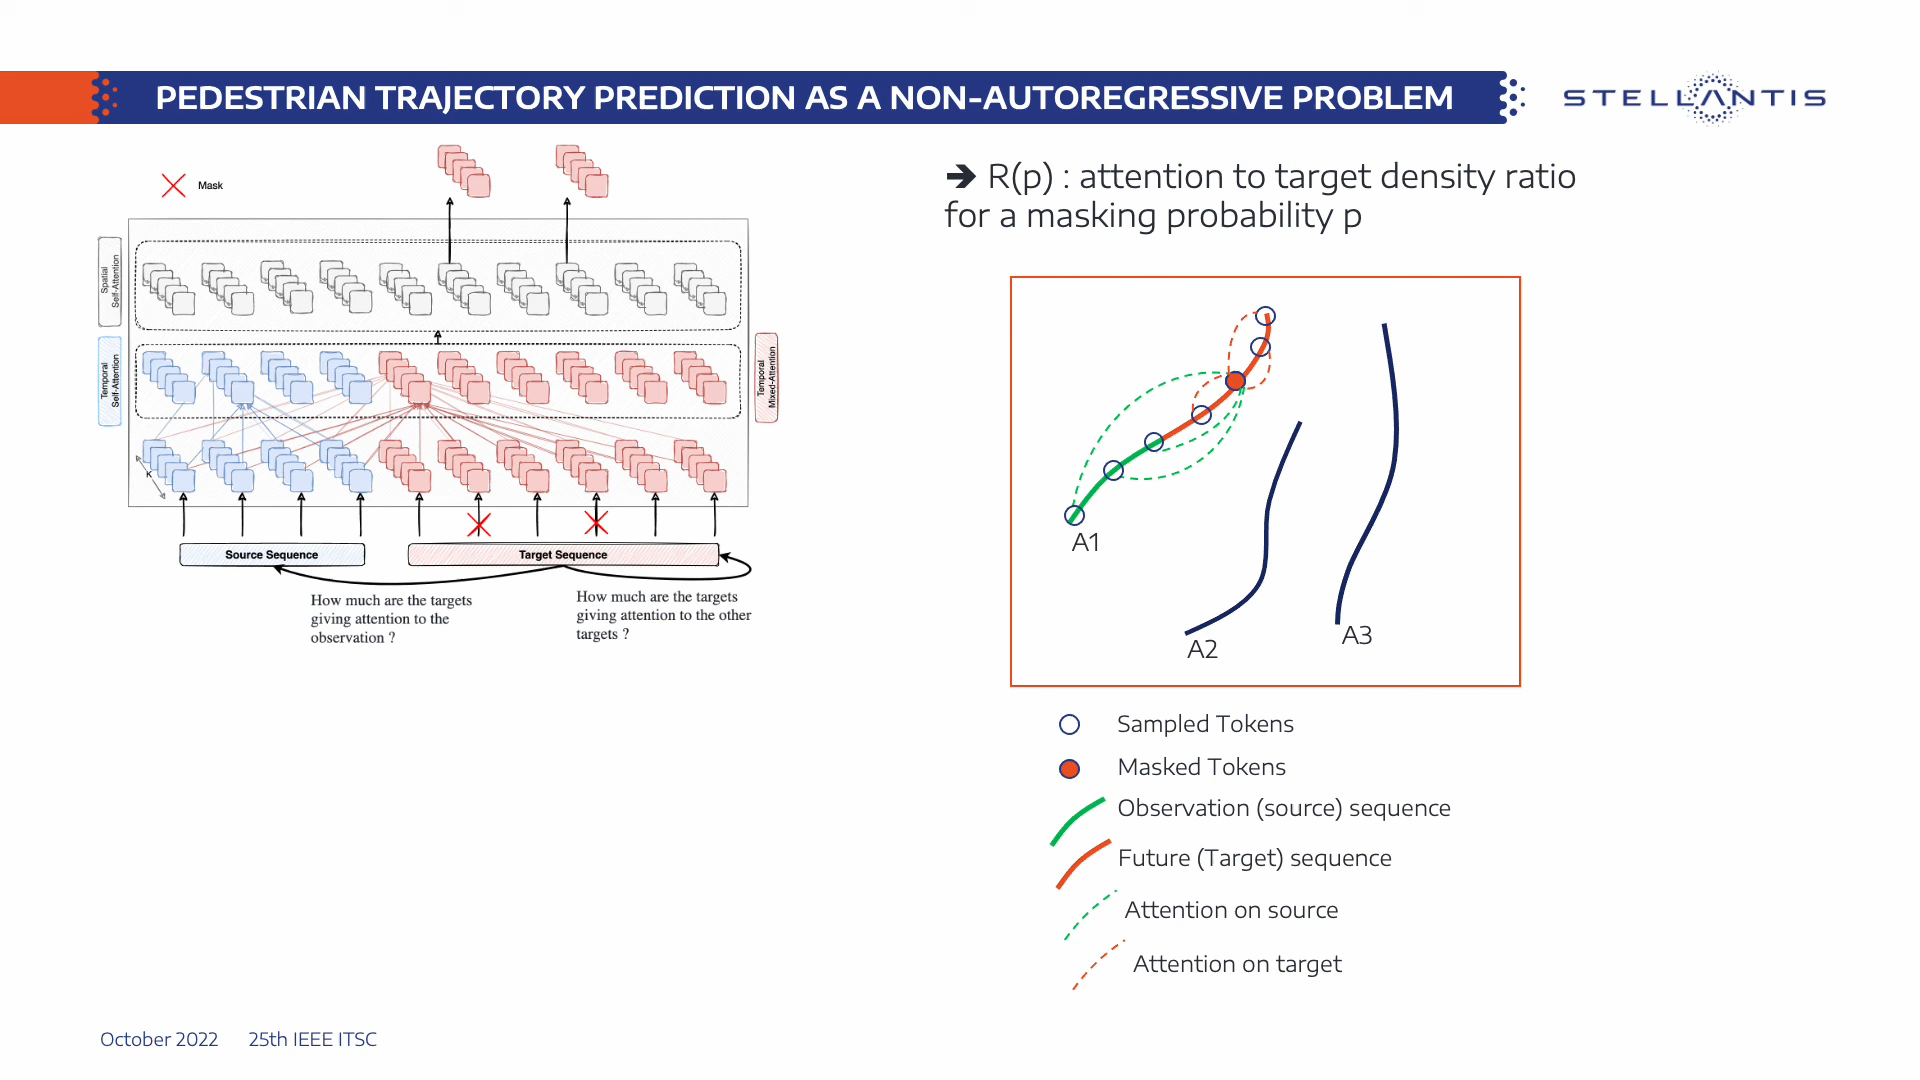 PEDESTRIAN TRAJECTORY PREDICTION AS A NON-AUTOREGRESSIVE PROBLEM
STELLANTIS
Mask
Spatial
Self-Attention
Temporal
Self-Attention
Temporal
Mixed-Attention
K
Source Sequence
Target Sequence
How much are the targets
giving attention to the
observation ?
How much are the targets
giving attention to the other
targets ?
➔ R(p) : attention to target density ratio
for a masking probability p
A1
A2
A3
Sampled Tokens
Masked Tokens
Observation (source) sequence
Future (Target) sequence
Attention on source
Attention on target
October 2022
25th IEEE ITSC